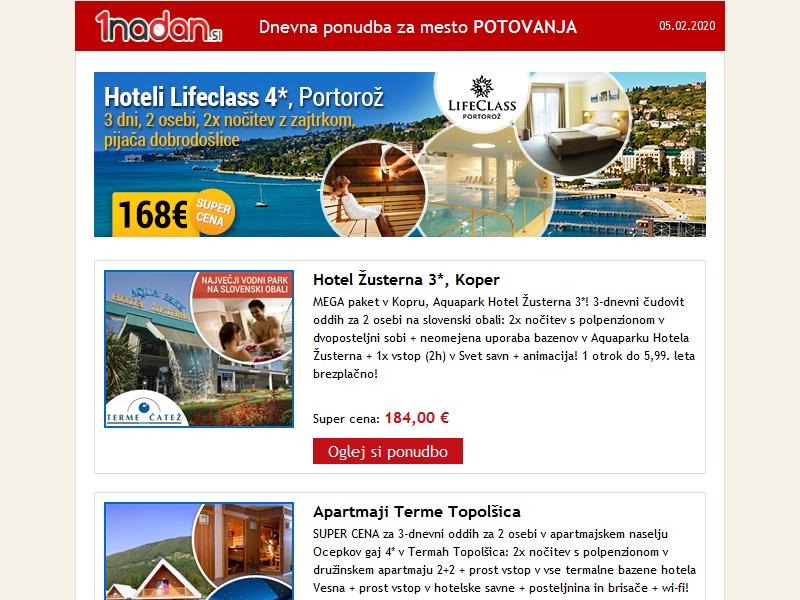 1nadan.si
Dnevna ponudba za mesto POTOVANJA
05.02.2020
Hoteli Lifeclass 4*, Portorož
3 dni, 2 osebi, 2x nočitev z zajtrkom,
pijača dobrodošlice
168€
SUPER
CENA
LIFECLASS
PORTOROŽ
AQUA PARK
HOTEL ŽUSTERNA
NAJVEČJI VODNI PARK
NA SLOVENSKI OBALI
TERME ČATEŽ
Hotel Žusterna 3*, Koper
MEGA paket v Kopru, Aquapark Hotel Žusterna 3*! 3-dnevni čudovit
oddih za 2 osebi na slovenski obali: 2x nočitev s polpenzionom v
dvoposteljni sobi + neomejena uporaba bazenov v Aquaparku Hotela
Žusterna + 1x vstop (2h) v Svet savn + animacija! 1 otrok do 5,99. leta
brezplačno!
Super cena: 184,00 €
Oglej si ponudbo
Apartmaji Terme Topolšica
SUPER CENA za 3-dnevni oddih za 2 osebi v apartmajskem naselju
Ocepkov gaj 4* v Termah Topolšica: 2x nočitev s polpenzionom v
družinskem apartmaju 2+2 + prost vstop v vse termalne bazene hotela
Vesna + prost vstop v hotelske savne + posteljnina in brisače + wi-fi!